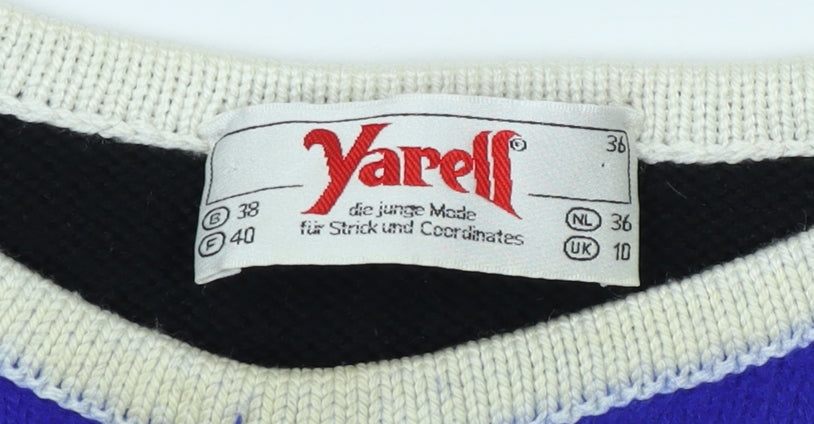 Yarell®
36
die junge Mode
für Strick und Coordinates
B 38
F 40
NL 36
UK 10